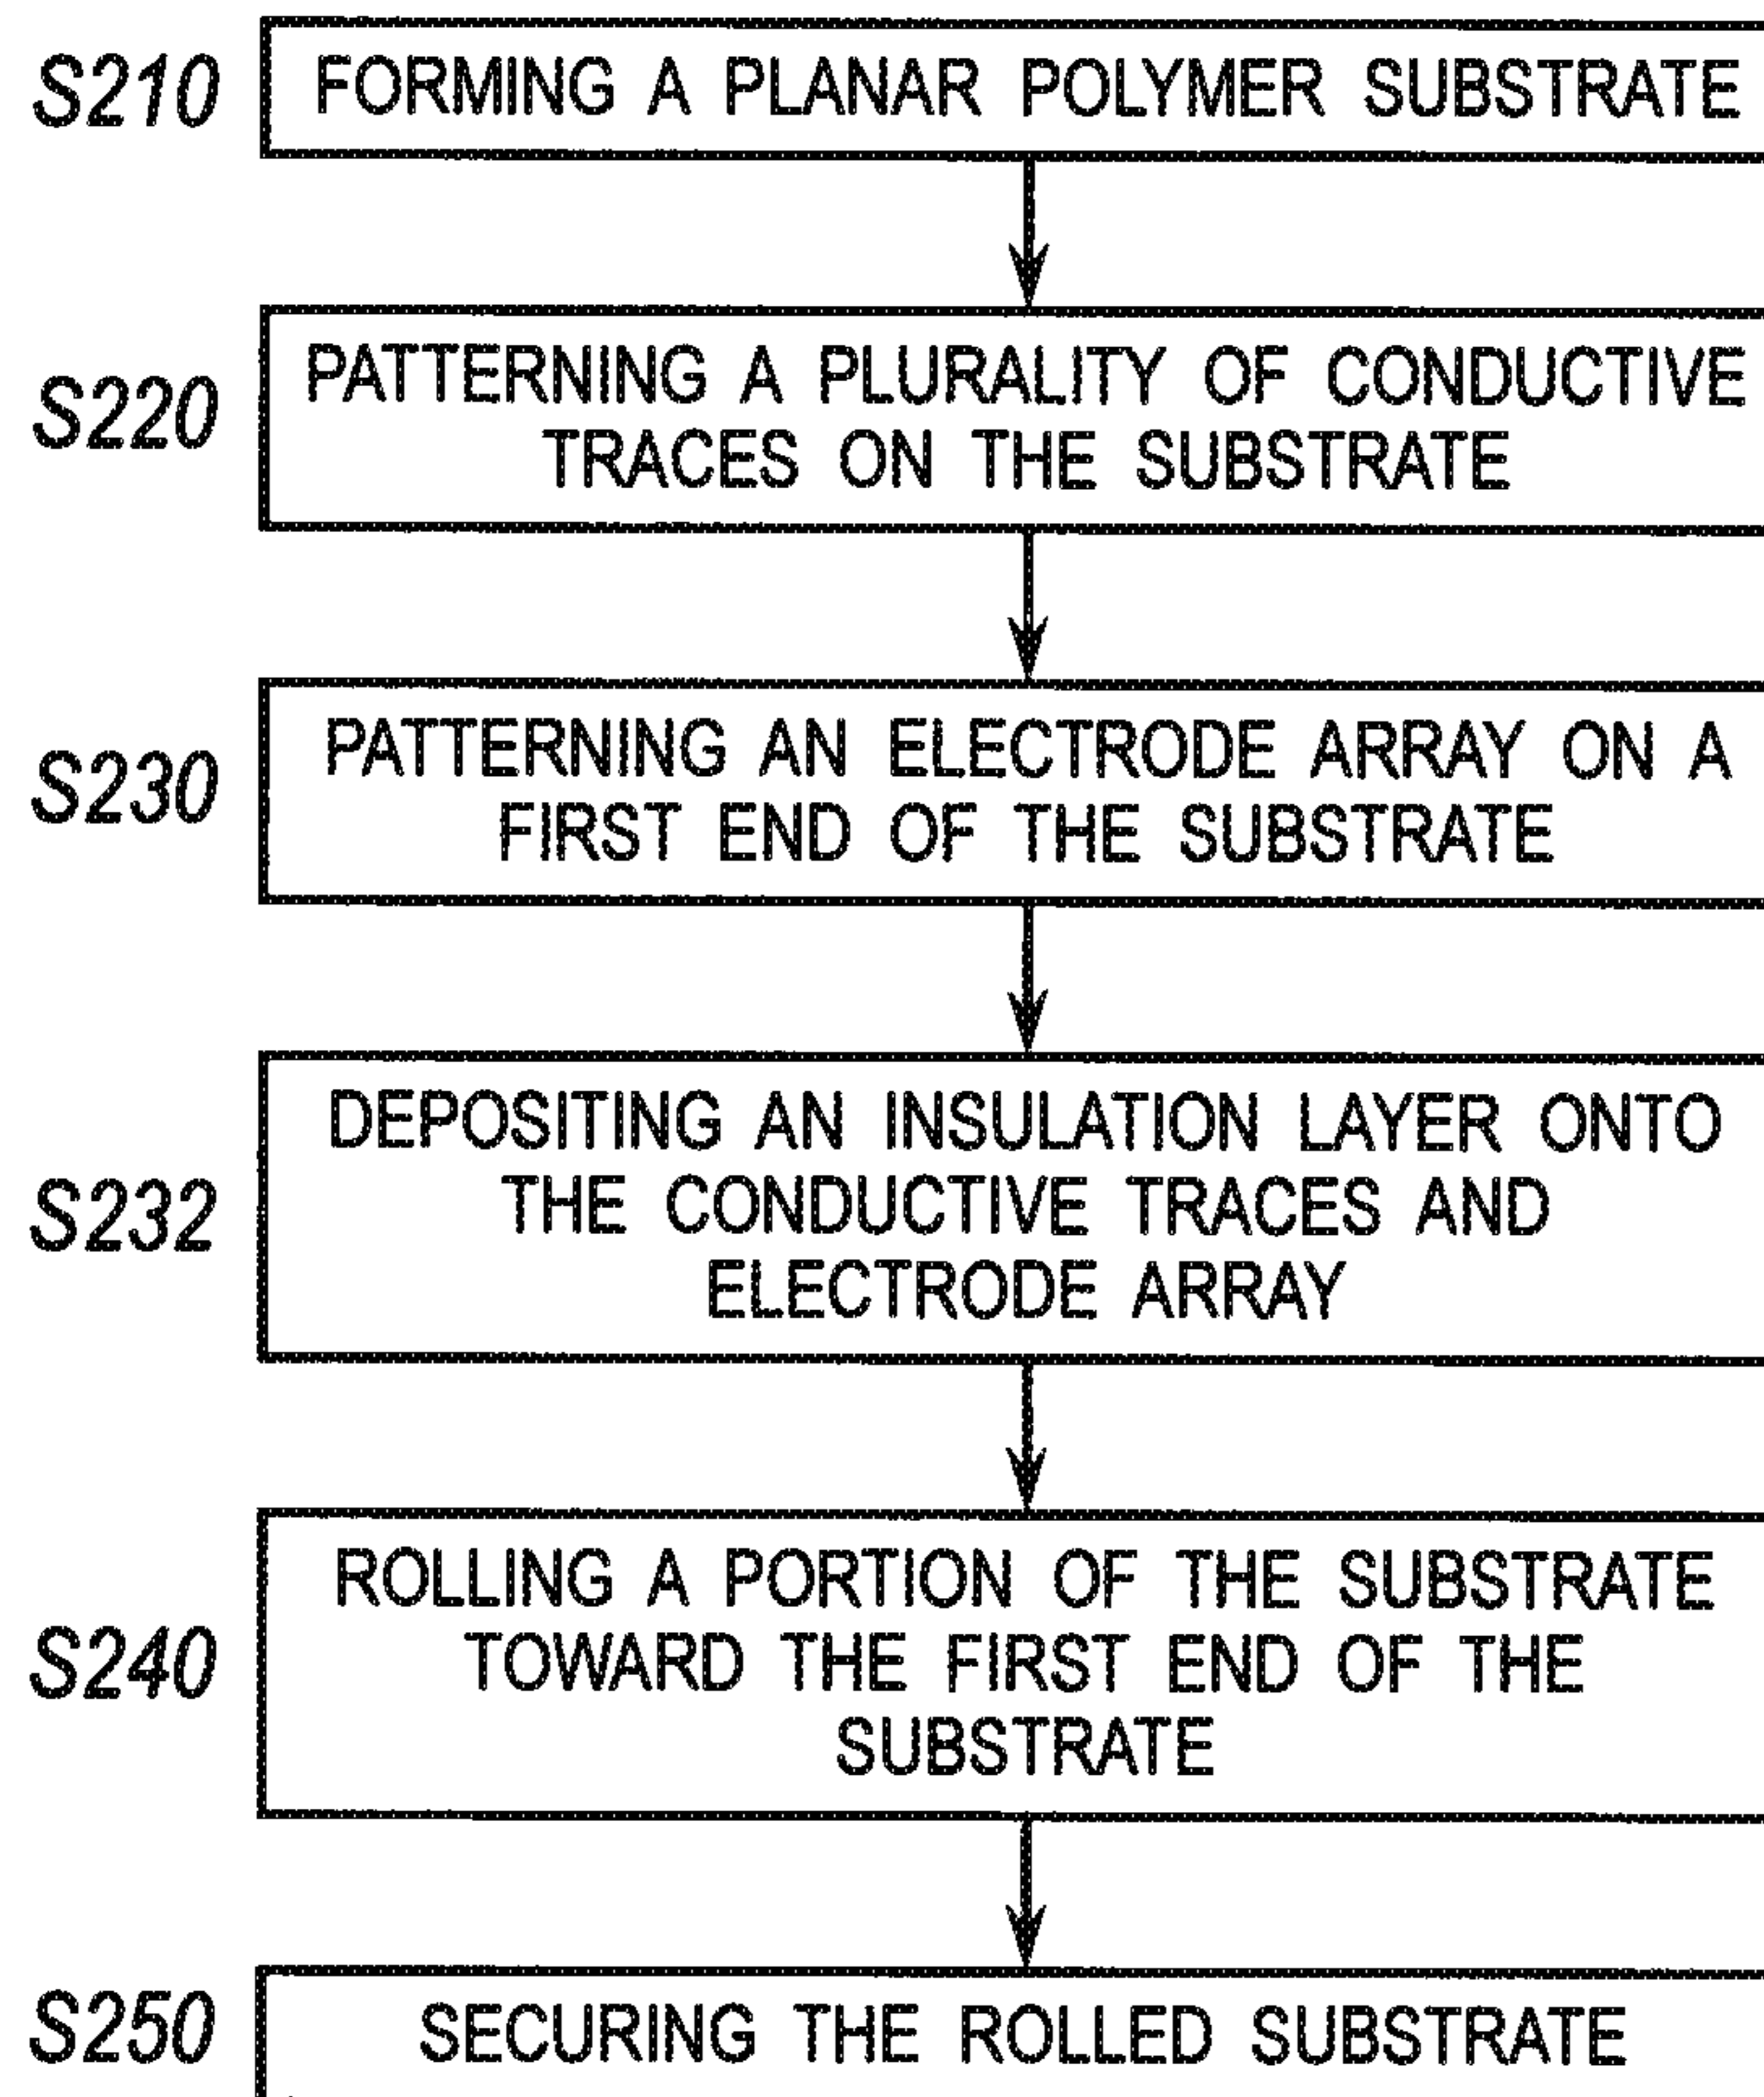 S210 FORMING A PLANAR POLYMER SUBSTRATE
S220 PATTERNING A PLURALITY OF CONDUCTIVE
TRACES ON THE SUBSTRATE
S230 PATTERNING AN ELECTRODE ARRAY ON A
FIRST END OF THE SUBSTRATE
S232 DEPOSITING AN INSULATION LAYER ONTO
THE CONDUCTIVE TRACES AND
ELECTRODE ARRAY
S240 ROLLING A PORTION OF THE SUBSTRATE
TOWARD THE FIRST END OF THE
SUBSTRATE
S250 SECURING THE ROLLED SUBSTRATE